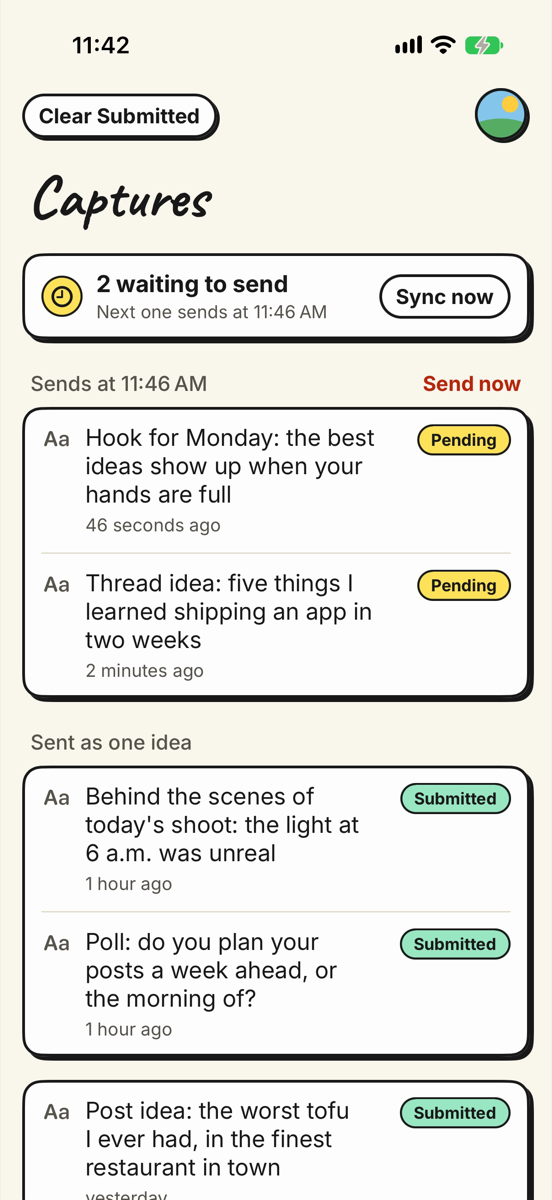 11:42
Clear Submitted
Captures
2 waiting to send
Next one sends at 11:46 AM
Sync now
Sends at 11:46 AM
Send now
Aa
Hook for Monday: the best
ideas show up when your
hands are full
46 seconds ago
Pending
Aa
Thread idea: five things I
learned shipping an app in
two weeks
2 minutes ago
Pending
Sent as one idea
Aa
Behind the scenes of
today's shoot: the light at
6 a.m. was unreal
1 hour ago
Submitted
Aa
Poll: do you plan your
posts a week ahead, or
the morning of?
1 hour ago
Submitted
Aa
Post idea: the worst tofu
I ever had, in the finest
restaurant in town
yesterday
Submitted